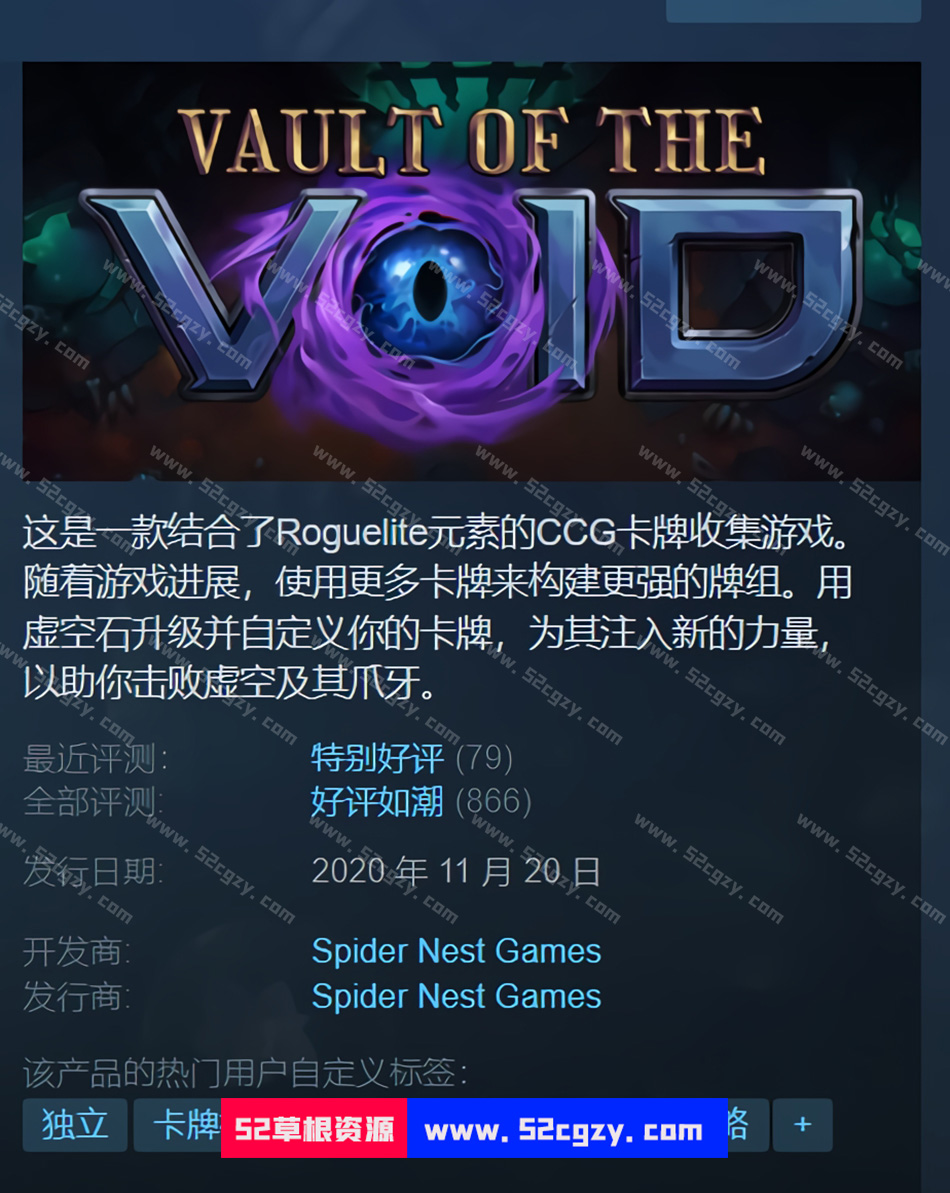 VAULT OF THE
VOID
这是一款结合了Roguelite元素的CCG卡牌收集游戏。
随着游戏进展，使用更多卡牌来构建更强的牌组。用
虚空石升级并自定义你的卡牌，为其注入新的力量，
以助你击败虚空及其爪牙。
最近评测: 特别好评 (79)
全部评测: 好评如潮 (866)
发行日期: 2020 年 11 月 20 日
开发商: Spider Nest Games
发行商: Spider Nest Games
该产品的热门用户自定义标签:
独立 卡牌 52草根资源 www.52cgzy.com 略 +
www.52cgzy.com